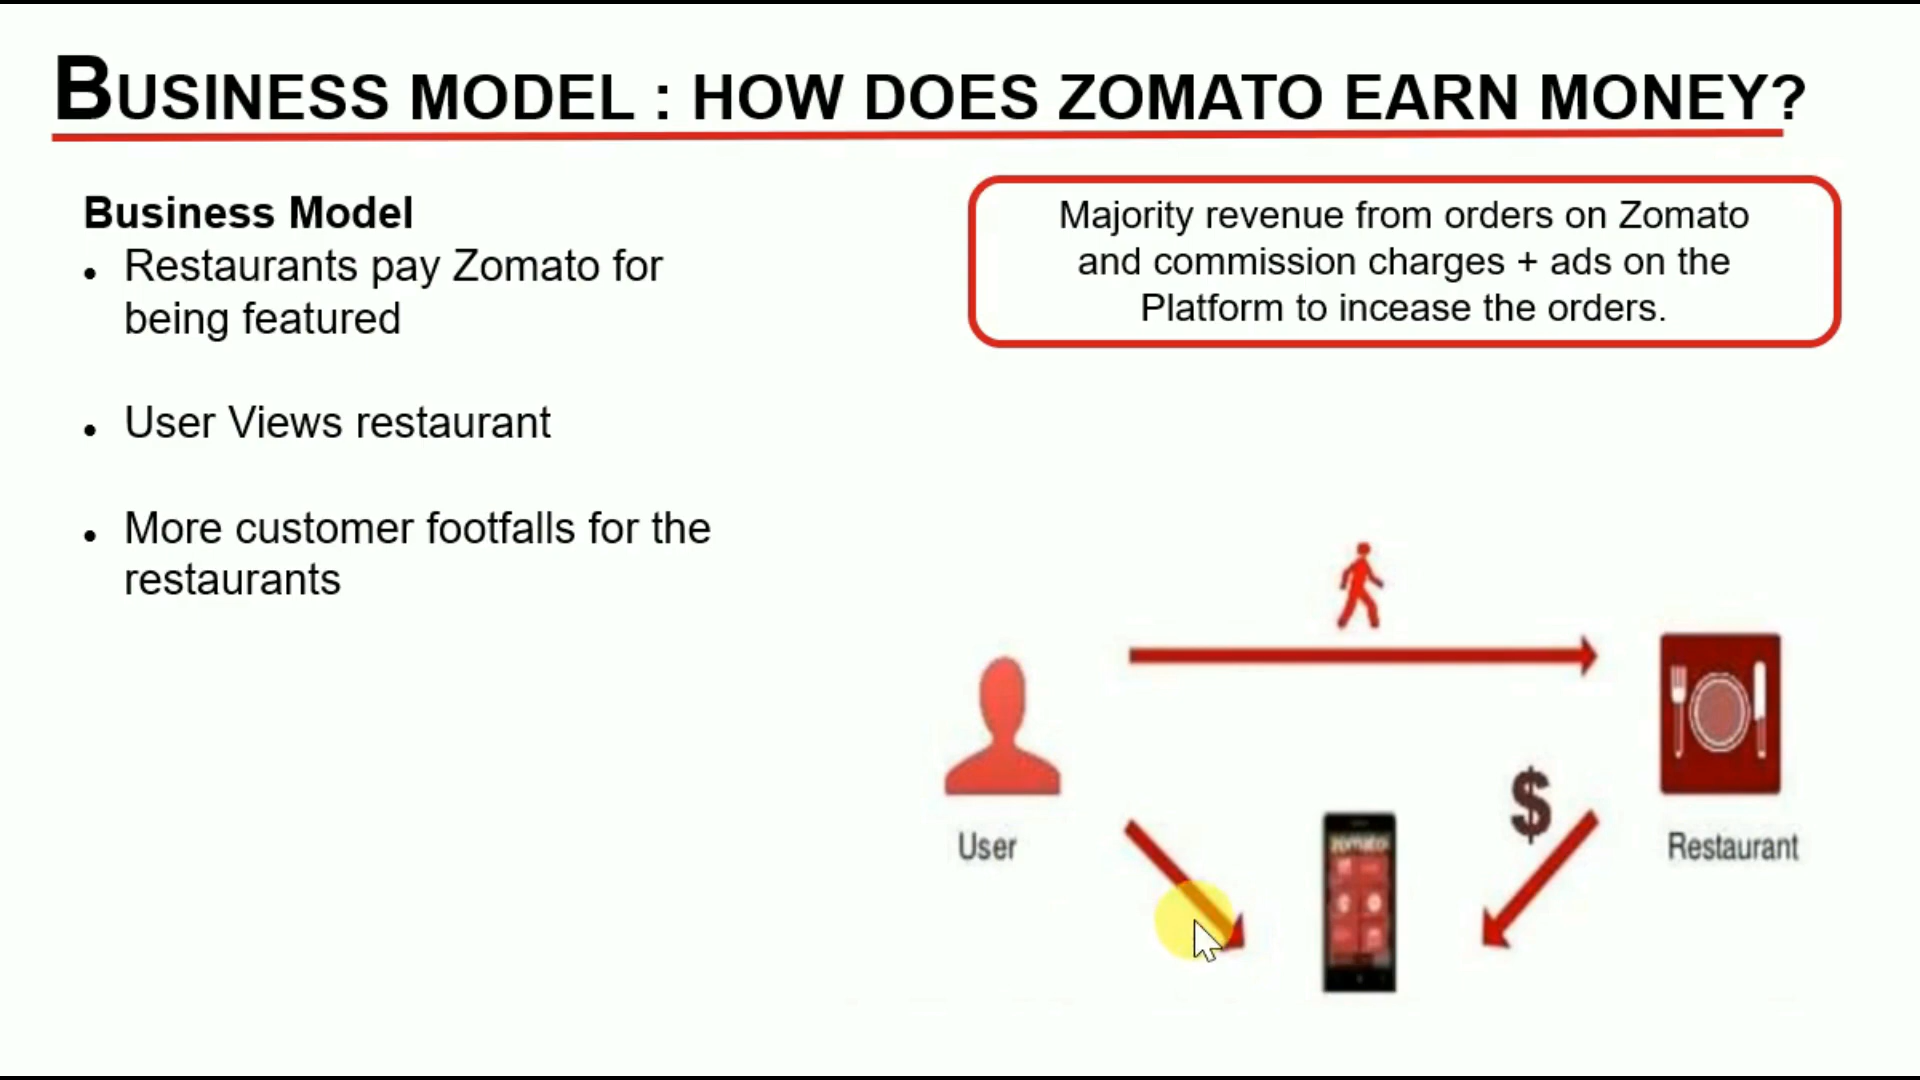 BUSINESS MODEL : HOW DOES ZOMATO EARN MONEY?
Business Model
• Restaurants pay Zomato for
being featured
• User Views restaurant
• More customer footfalls for the
restaurants
Majority revenue from orders on Zomato
and commission charges + ads on the
Platform to incease the orders.
$
User
zomato
Restaurant